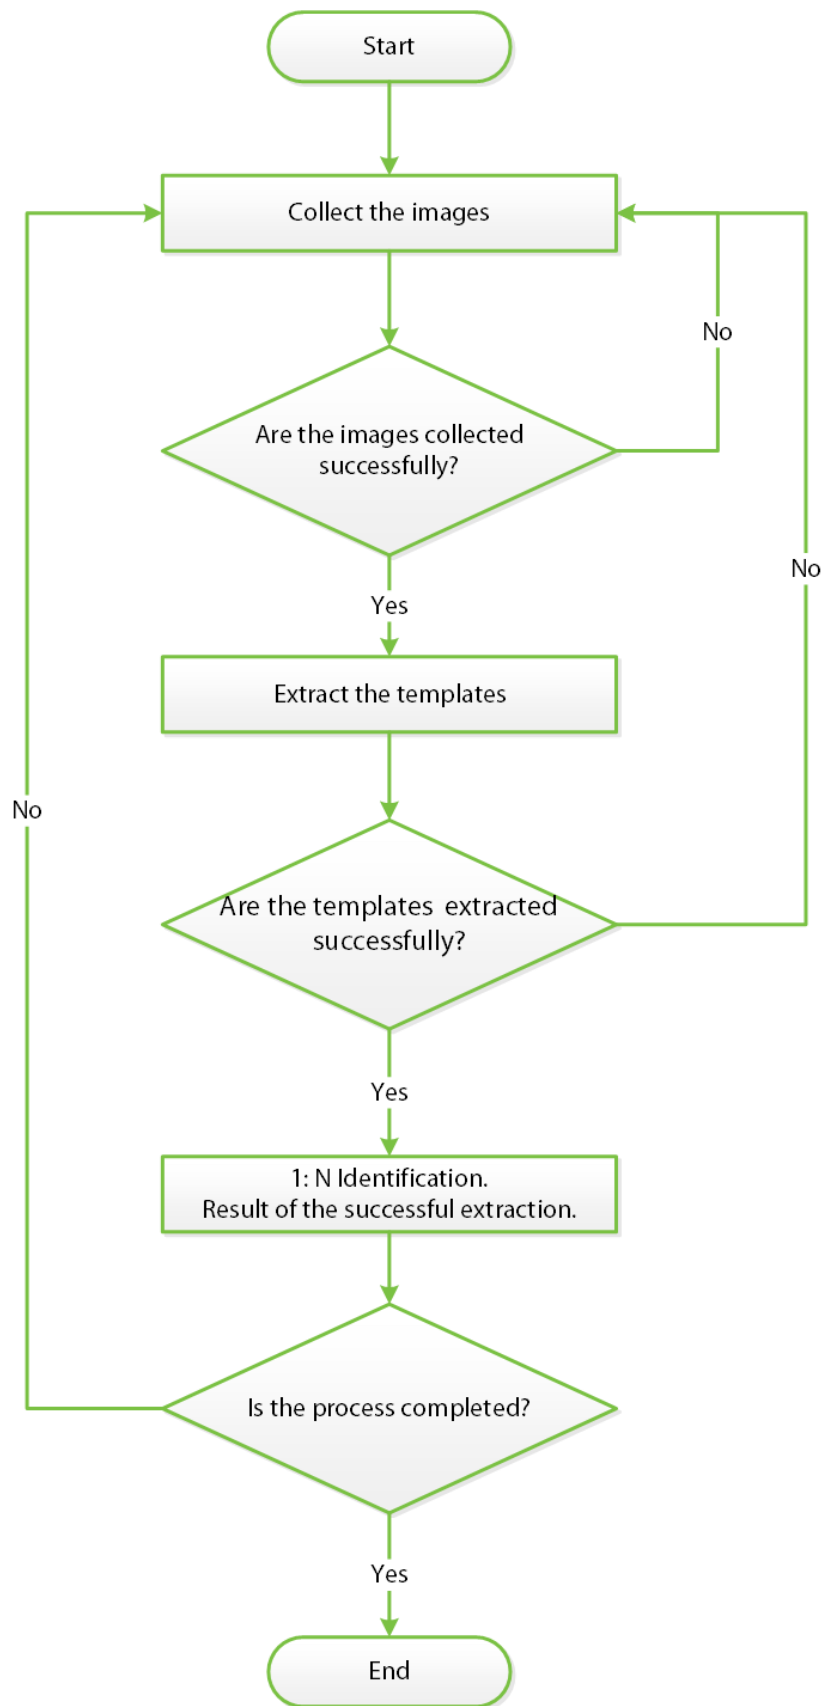 Start
Collect the images
No
Are the images collected
successfully?
No
Yes
Extract the templates
No
Are the templates extracted
successfully?
Yes
1: N Identification.
Result of the successful extraction.
Is the process completed?
Yes
End